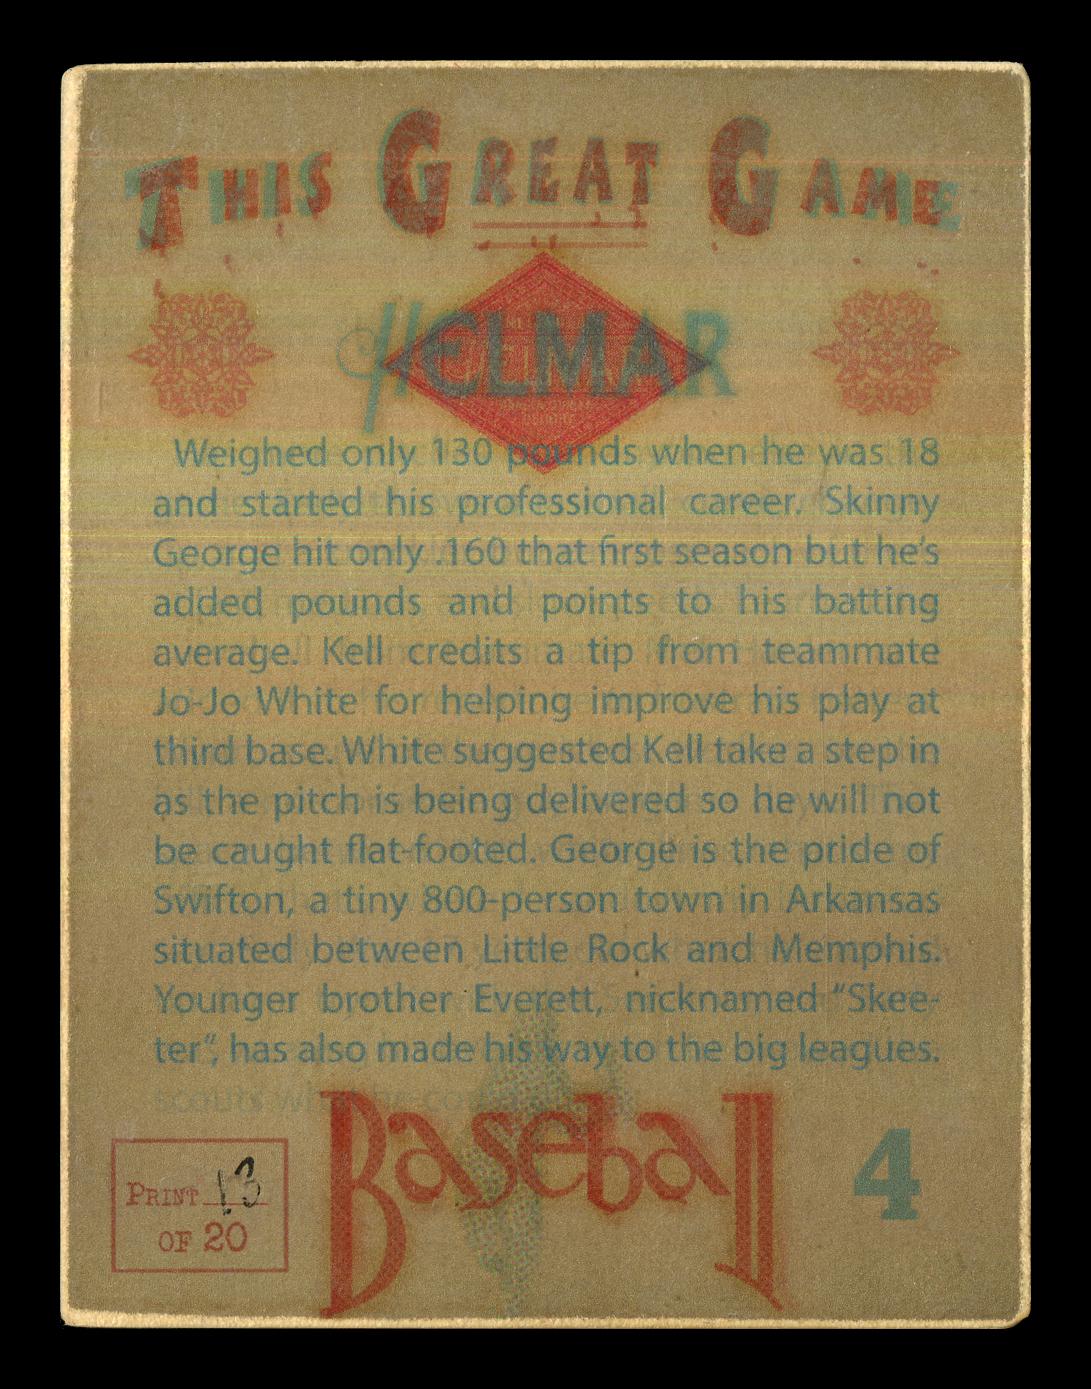 THIS GREAT GAME
HELMAR
Weighed only 130 pounds when he was 18
and started his professional career. Skinny
George hit only .160 that first season but he's
added pounds and points to his batting
average. Kell credits a tip from teammate
Jo-Jo White for helping improve his play at
third base. White suggested Kell take a step in
as the pitch is being delivered so he will not
be caught flat-footed. George is the pride of
Swifton, a tiny 800-person town in Arkansas
situated between Little Rock and Memphis.
Younger brother Everett, nicknamed “Skee-
ter”, has also made his way to the big leagues.
scouts
Baseball
4
PRINT 13
OF 20